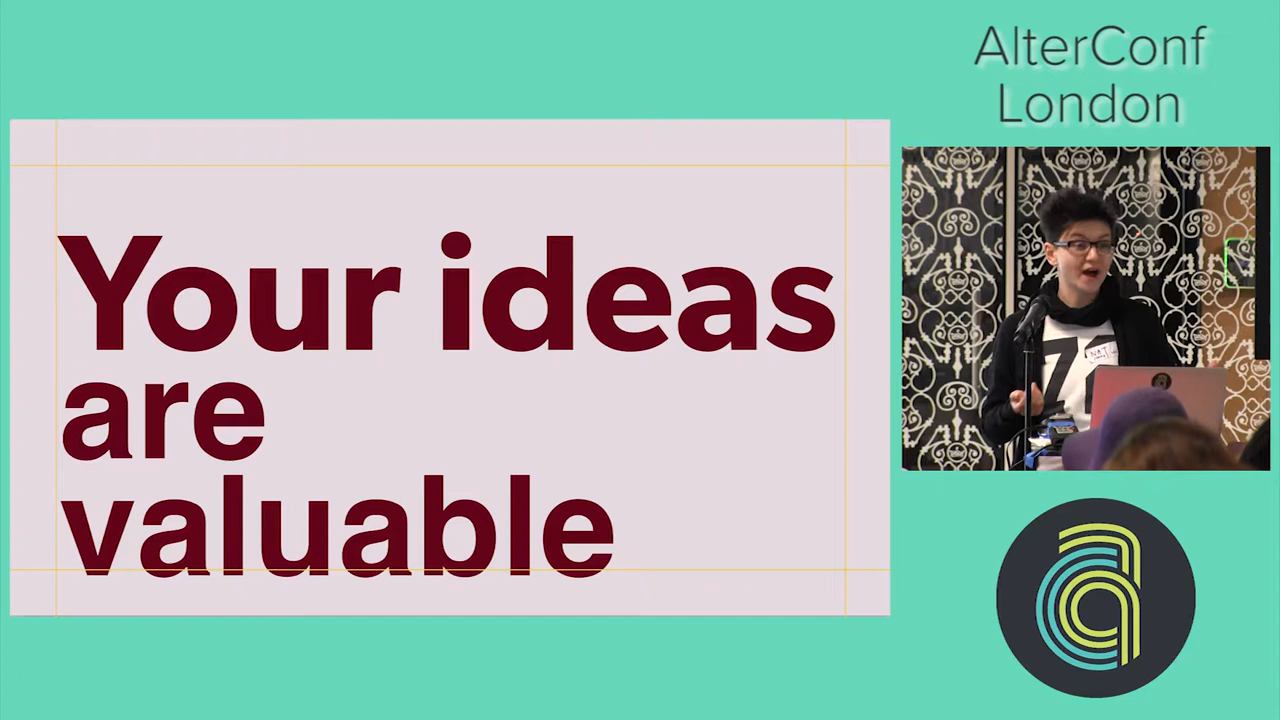 AlterConf
London
Your ideas
are
valuable